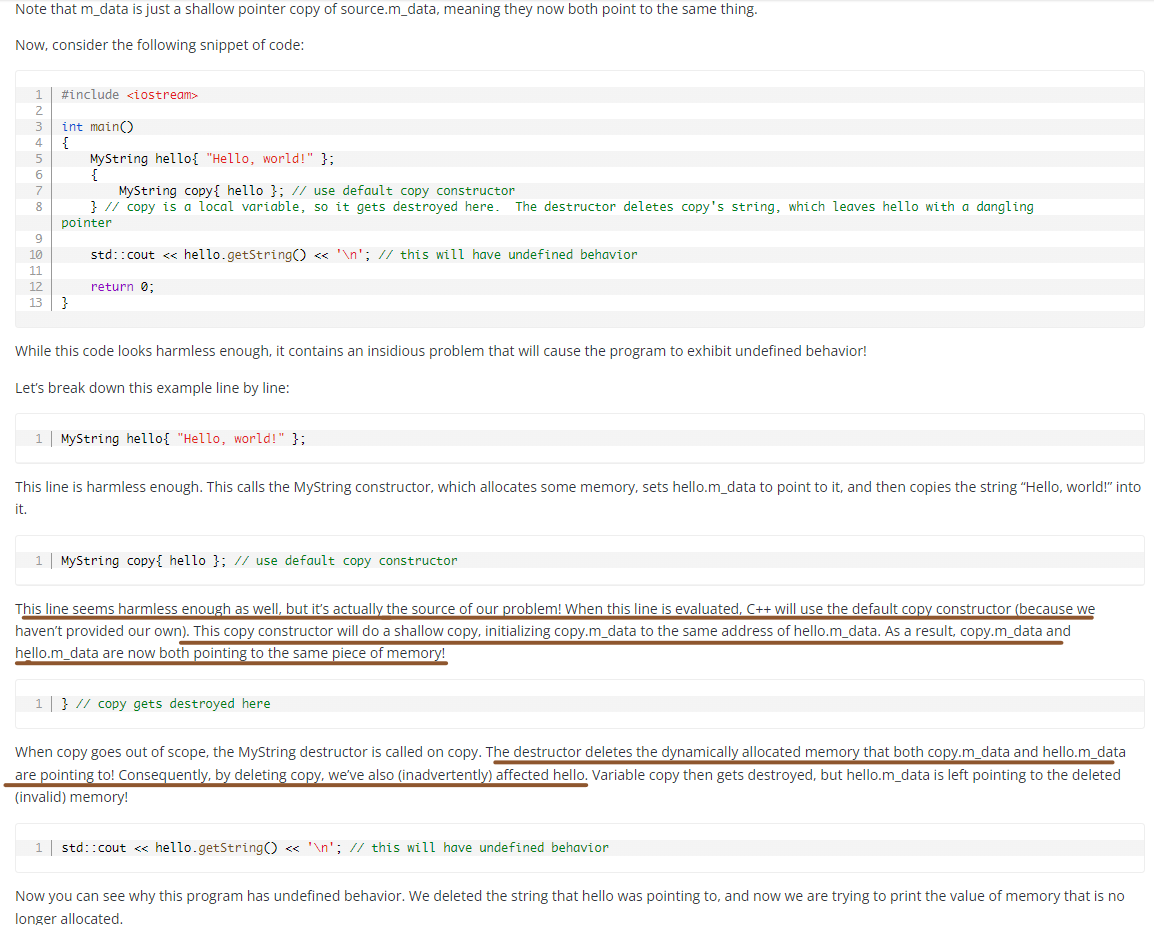 Note that m_data is just a shallow pointer copy of source.m_data, meaning they now both point to the same thing.
Now, consider the following snippet of code:
1 #include <iostream>
2
3 int main()
4 {
5 MyString hello{ "Hello, world!" };
6 {
7 MyString copy{ hello }; // use default copy constructor
8 } // copy is a local variable, so it gets destroyed here.  The destructor deletes copy's string, which leaves hello with a dangling
pointer
9
10 std::cout << hello.getString() << '\n'; // this will have undefined behavior
11
12 return 0;
13 }
While this code looks harmless enough, it contains an insidious problem that will cause the program to exhibit undefined behavior!
Let’s break down this example line by line:
1 MyString hello{ "Hello, world!" };
This line is harmless enough. This calls the MyString constructor, which allocates some memory, sets hello.m_data to point to it, and then copies the string “Hello, world!” into
it.
1 MyString copy{ hello }; // use default copy constructor
This line seems harmless enough as well, but it’s actually the source of our problem! When this line is evaluated, C++ will use the default copy constructor (because we
haven’t provided our own). This copy constructor will do a shallow copy, initializing copy.m_data to the same address of hello.m_data. As a result, copy.m_data and
hello.m_data are now both pointing to the same piece of memory!
1 } // copy gets destroyed here
When copy goes out of scope, the MyString destructor is called on copy. The destructor deletes the dynamically allocated memory that both copy.m_data and hello.m_data
are pointing to! Consequently, by deleting copy, we’ve also (inadvertently) affected hello. Variable copy then gets destroyed, but hello.m_data is left pointing to the deleted
(invalid) memory!
1 std::cout << hello.getString() << '\n'; // this will have undefined behavior
Now you can see why this program has undefined behavior. We deleted the string that hello was pointing to, and now we are trying to print the value of memory that is no
longer allocated.